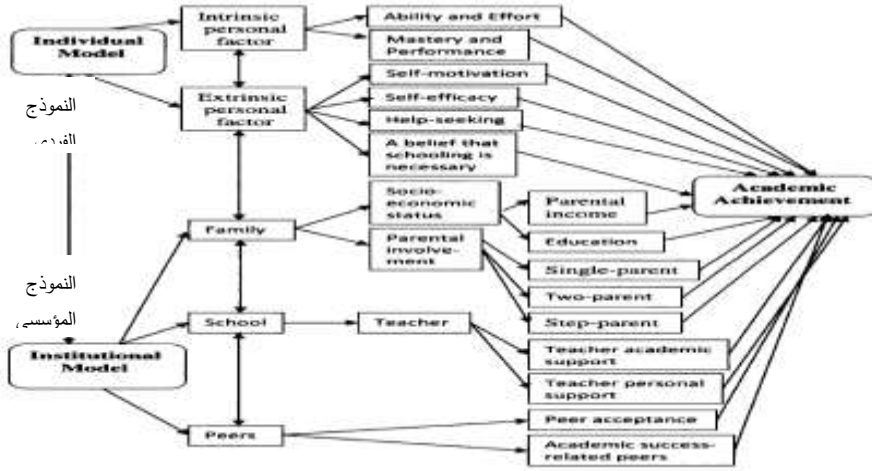 Individual
Model
النموذج
الفردي
النموذج
المؤسسي
Institutional
Model
Intrinsic
personal
factor
Extrinsic
personal
factor
Family
School
Peers
Ability and Effort
Mastery and
Performance
Self-motivation
Self-efficacy
Help-seeking
A belief that
schooling is
necessary
Socio-
economic
status
Parental
involve-
ment
Teacher
Parental
income
Education
Single-parent
Two-parent
Step-parent
Teacher academic
support
Teacher personal
support
Peer acceptance
Academic success-
related peers
Academic
Achievement